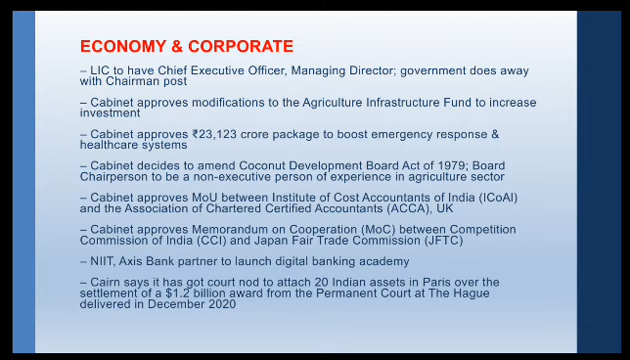 ECONOMY & CORPORATE
– LIC to have Chief Executive Officer, Managing Director; government does away
with Chairman post
– Cabinet approves modifications to the Agriculture Infrastructure Fund to increase
investment
– Cabinet approves ₹23,123 crore package to boost emergency response &
healthcare systems
– Cabinet decides to amend Coconut Development Board Act of 1979; Board
Chairperson to be a non-executive person of experience in agriculture sector
– Cabinet approves MoU between Institute of Cost Accountants of India (ICoAI)
and the Association of Chartered Certified Accountants (ACCA), UK
– Cabinet approves Memorandum on Cooperation (MoC) between Competition
Commission of India (CCI) and Japan Fair Trade Commission (JFTC)
– NIIT, Axis Bank partner to launch digital banking academy
– Cairn says it has got court nod to attach 20 Indian assets in Paris over the
settlement of a $1.2 billion award from the Permanent Court at The Hague
delivered in December 2020